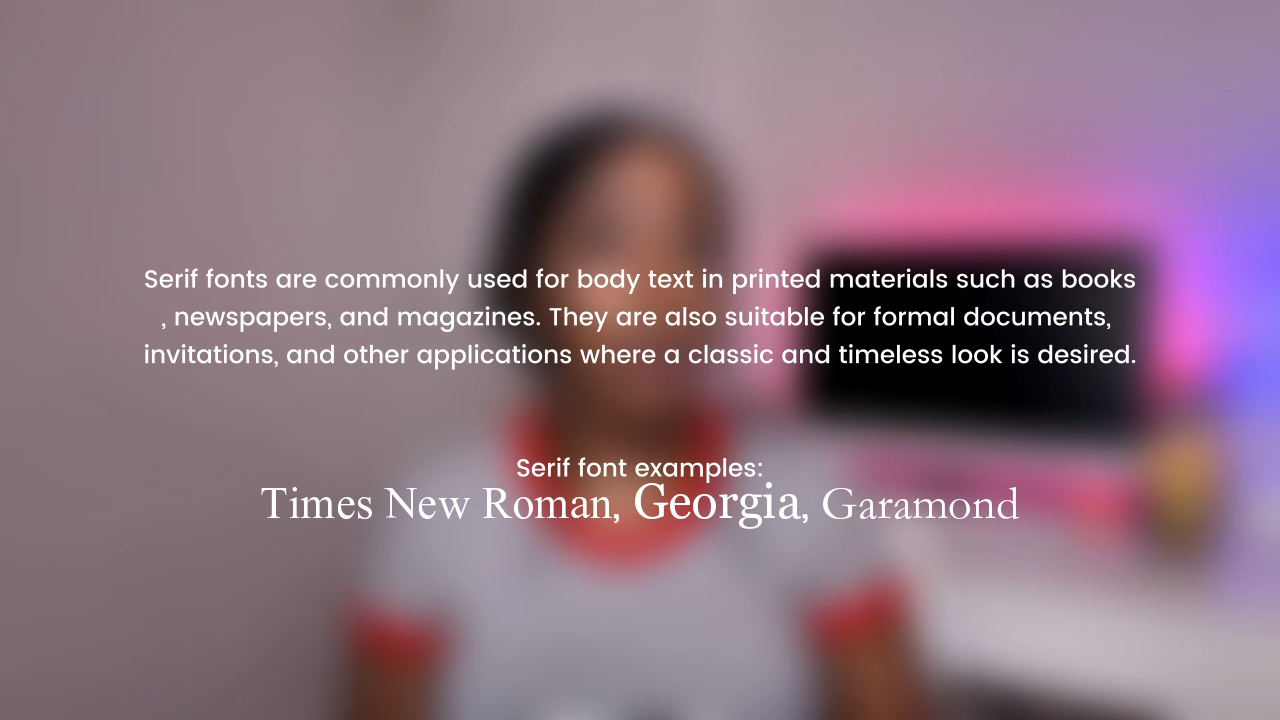 Serif fonts are commonly used for body text in printed materials such as books
, newspapers, and magazines. They are also suitable for formal documents,
invitations, and other applications where a classic and timeless look is desired.
Serif font examples:
Times New Roman, Georgia, Garamond